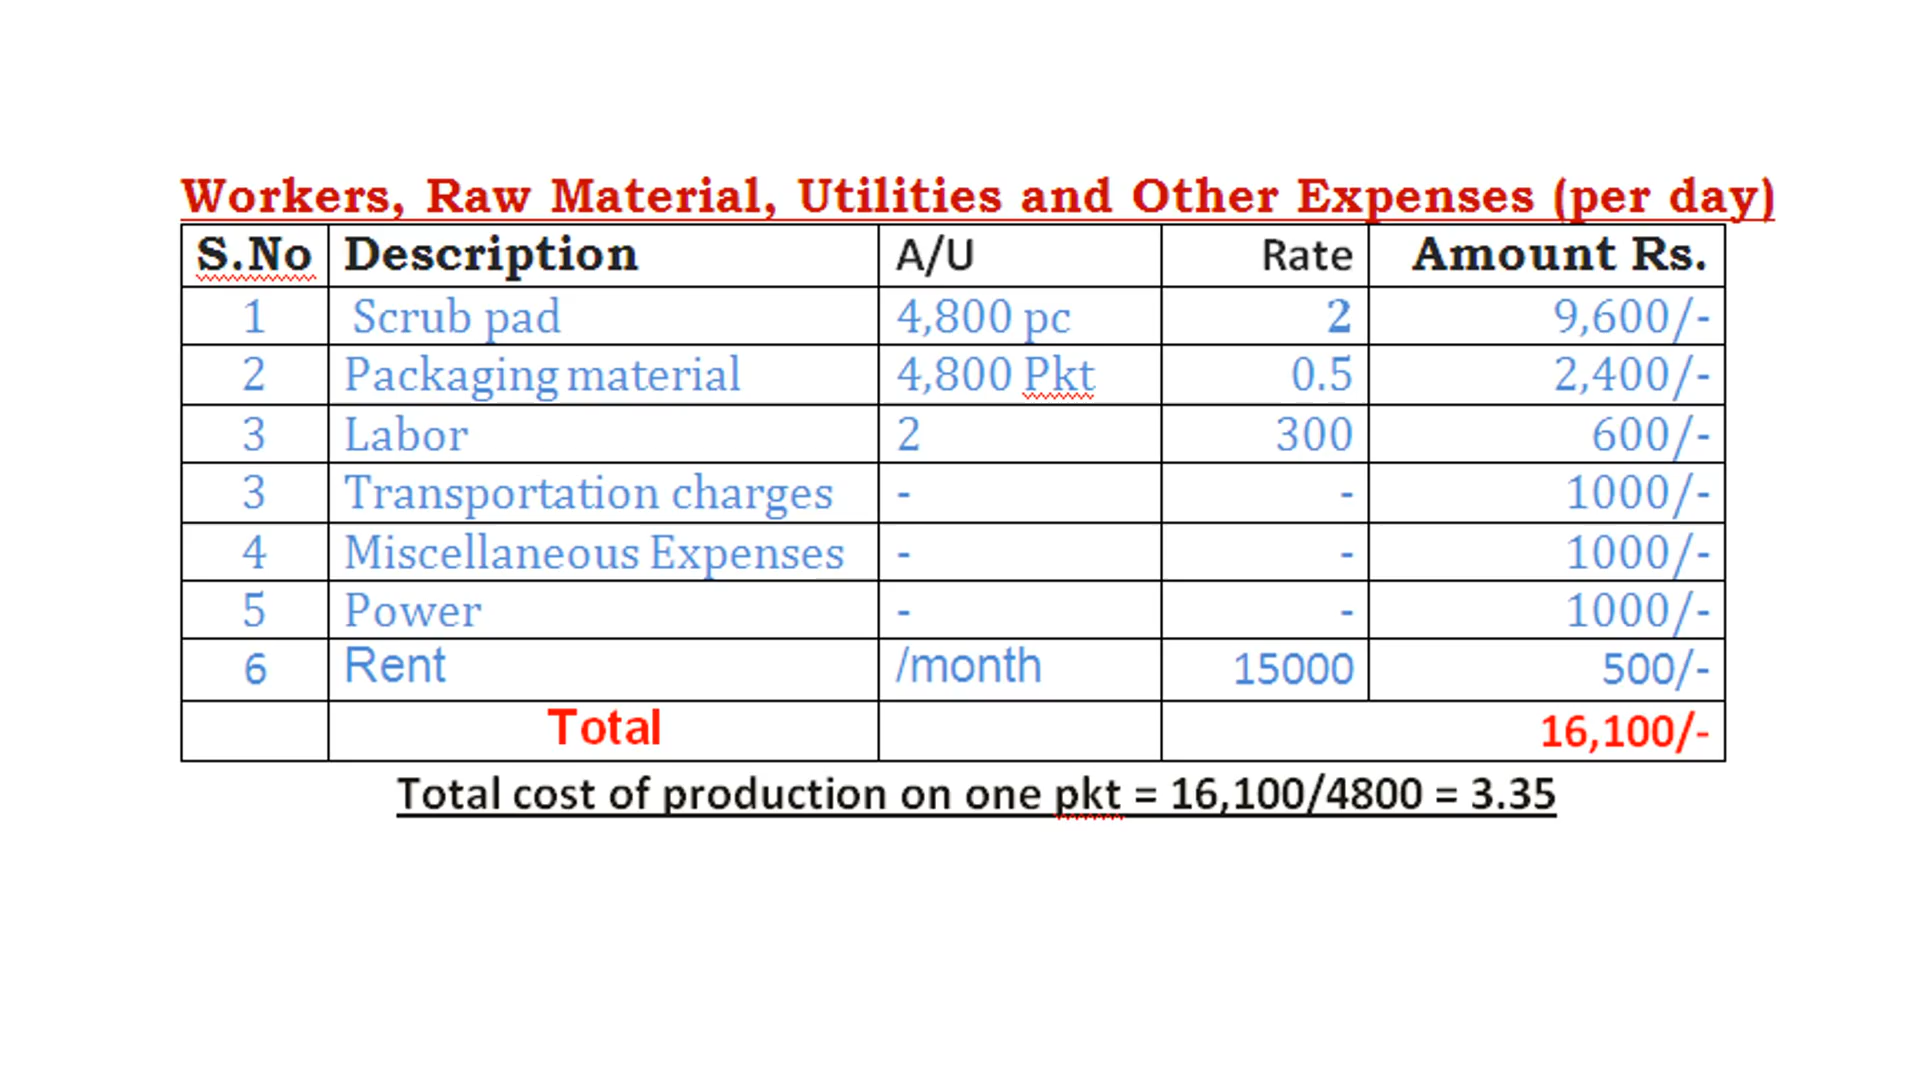 Workers, Raw Material, Utilities and Other Expenses (per day)
S.No Description A/U Rate Amount Rs.
1 Scrub pad 4,800 pc 2 9,600/-
2 Packaging material 4,800 Pkt 0.5 2,400/-
3 Labor 2 300 600/-
3 Transportation charges - - 1000/-
4 Miscellaneous Expenses - - 1000/-
5 Power - - 1000/-
6 Rent /month 15000 500/-
Total 16,100/-
Total cost of production on one pkt = 16,100/4800 = 3.35